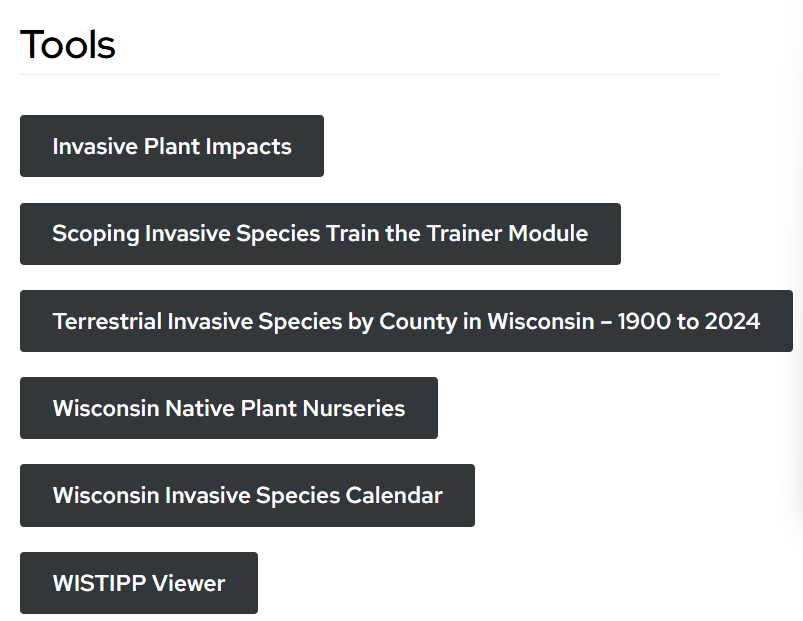 Tools
Invasive Plant Impacts
Scoping Invasive Species Train the Trainer Module
Terrestrial Invasive Species by County in Wisconsin – 1900 to 2024
Wisconsin Native Plant Nurseries
Wisconsin Invasive Species Calendar
WISTIPP Viewer